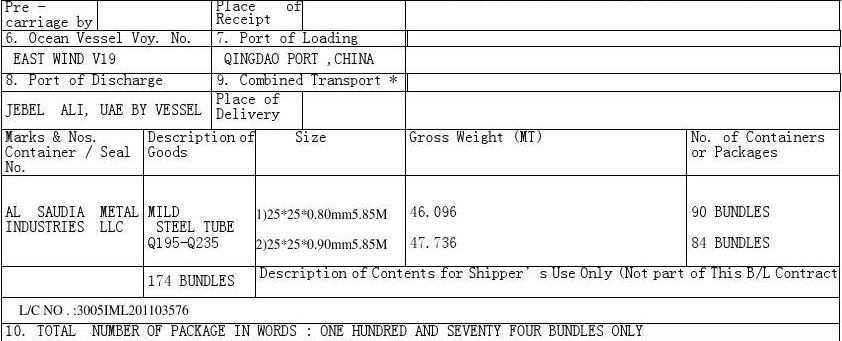 Pre - carriage by
Place of Receipt
6. Ocean Vessel Voy. No.
7. Port of Loading
EAST WIND V19
QINGDAO PORT ,CHINA
8. Port of Discharge
9. Combined Transport *
JEBEL ALI, UAE BY VESSEL
Place of Delivery
Marks & Nos. Container / Seal No.
Description of Goods
Size
Gross Weight (MT)
No. of Containers or Packages
AL SAUDIA METAL INDUSTRIES LLC
MILD STEEL TUBE Q195-Q235
1)25*25*0.80mm5.85M
46.096
90 BUNDLES
2)25*25*0.90mm5.85M
47.736
84 BUNDLES
174 BUNDLES
Description of Contents for Shipper's Use Only (Not part of This B/L Contract
L/C NO . :3005IML201103576
10. TOTAL NUMBER OF PACKAGE IN WORDS : ONE HUNDRED AND SEVENTY FOUR BUNDLES ONLY